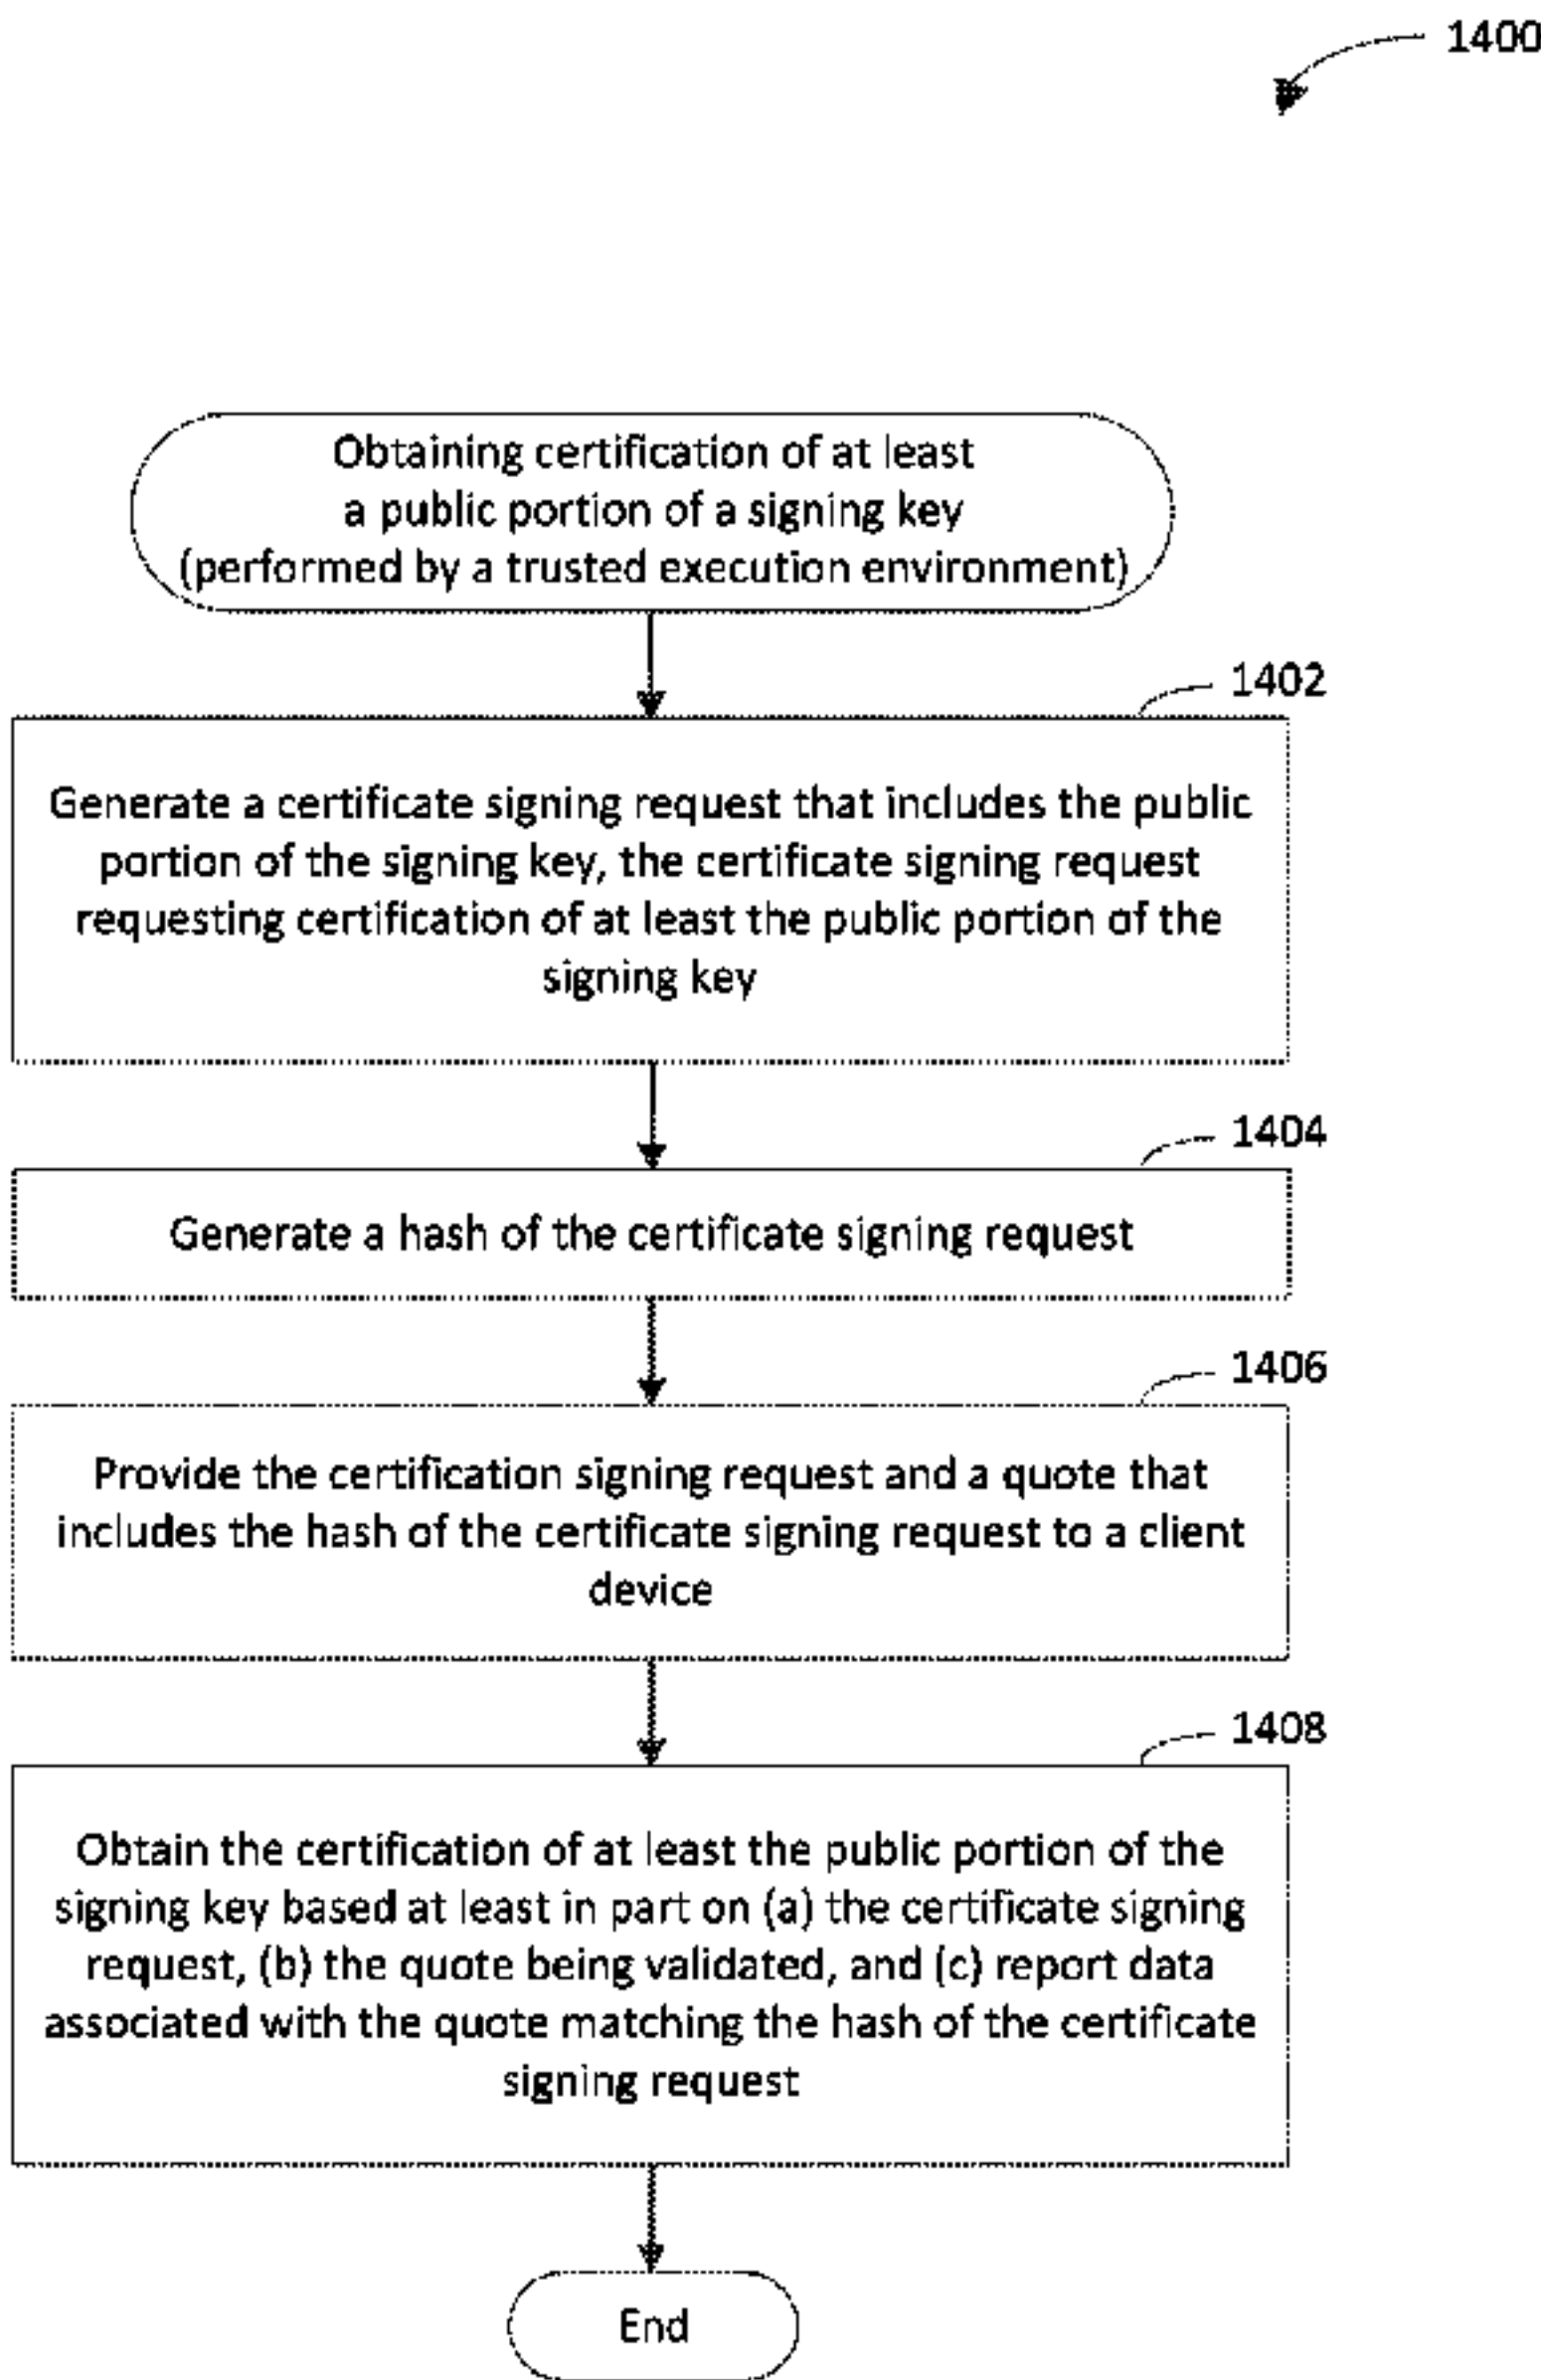 1400
Obtaining certification of at least
a public portion of a signing key
(performed by a trusted execution environment)
1402
Generate a certificate signing request that includes the public
portion of the signing key, the certificate signing request
requesting certification of at least the public portion of the
signing key
1404
Generate a hash of the certificate signing request
1406
Provide the certification signing request and a quote that
includes the hash of the certificate signing request to a client
device
1408
Obtain the certification of at least the public portion of the
signing key based at least in part on (a) the certificate signing
request, (b) the quote being validated, and (c) report data
associated with the quote matching the hash of the certificate
signing request
End